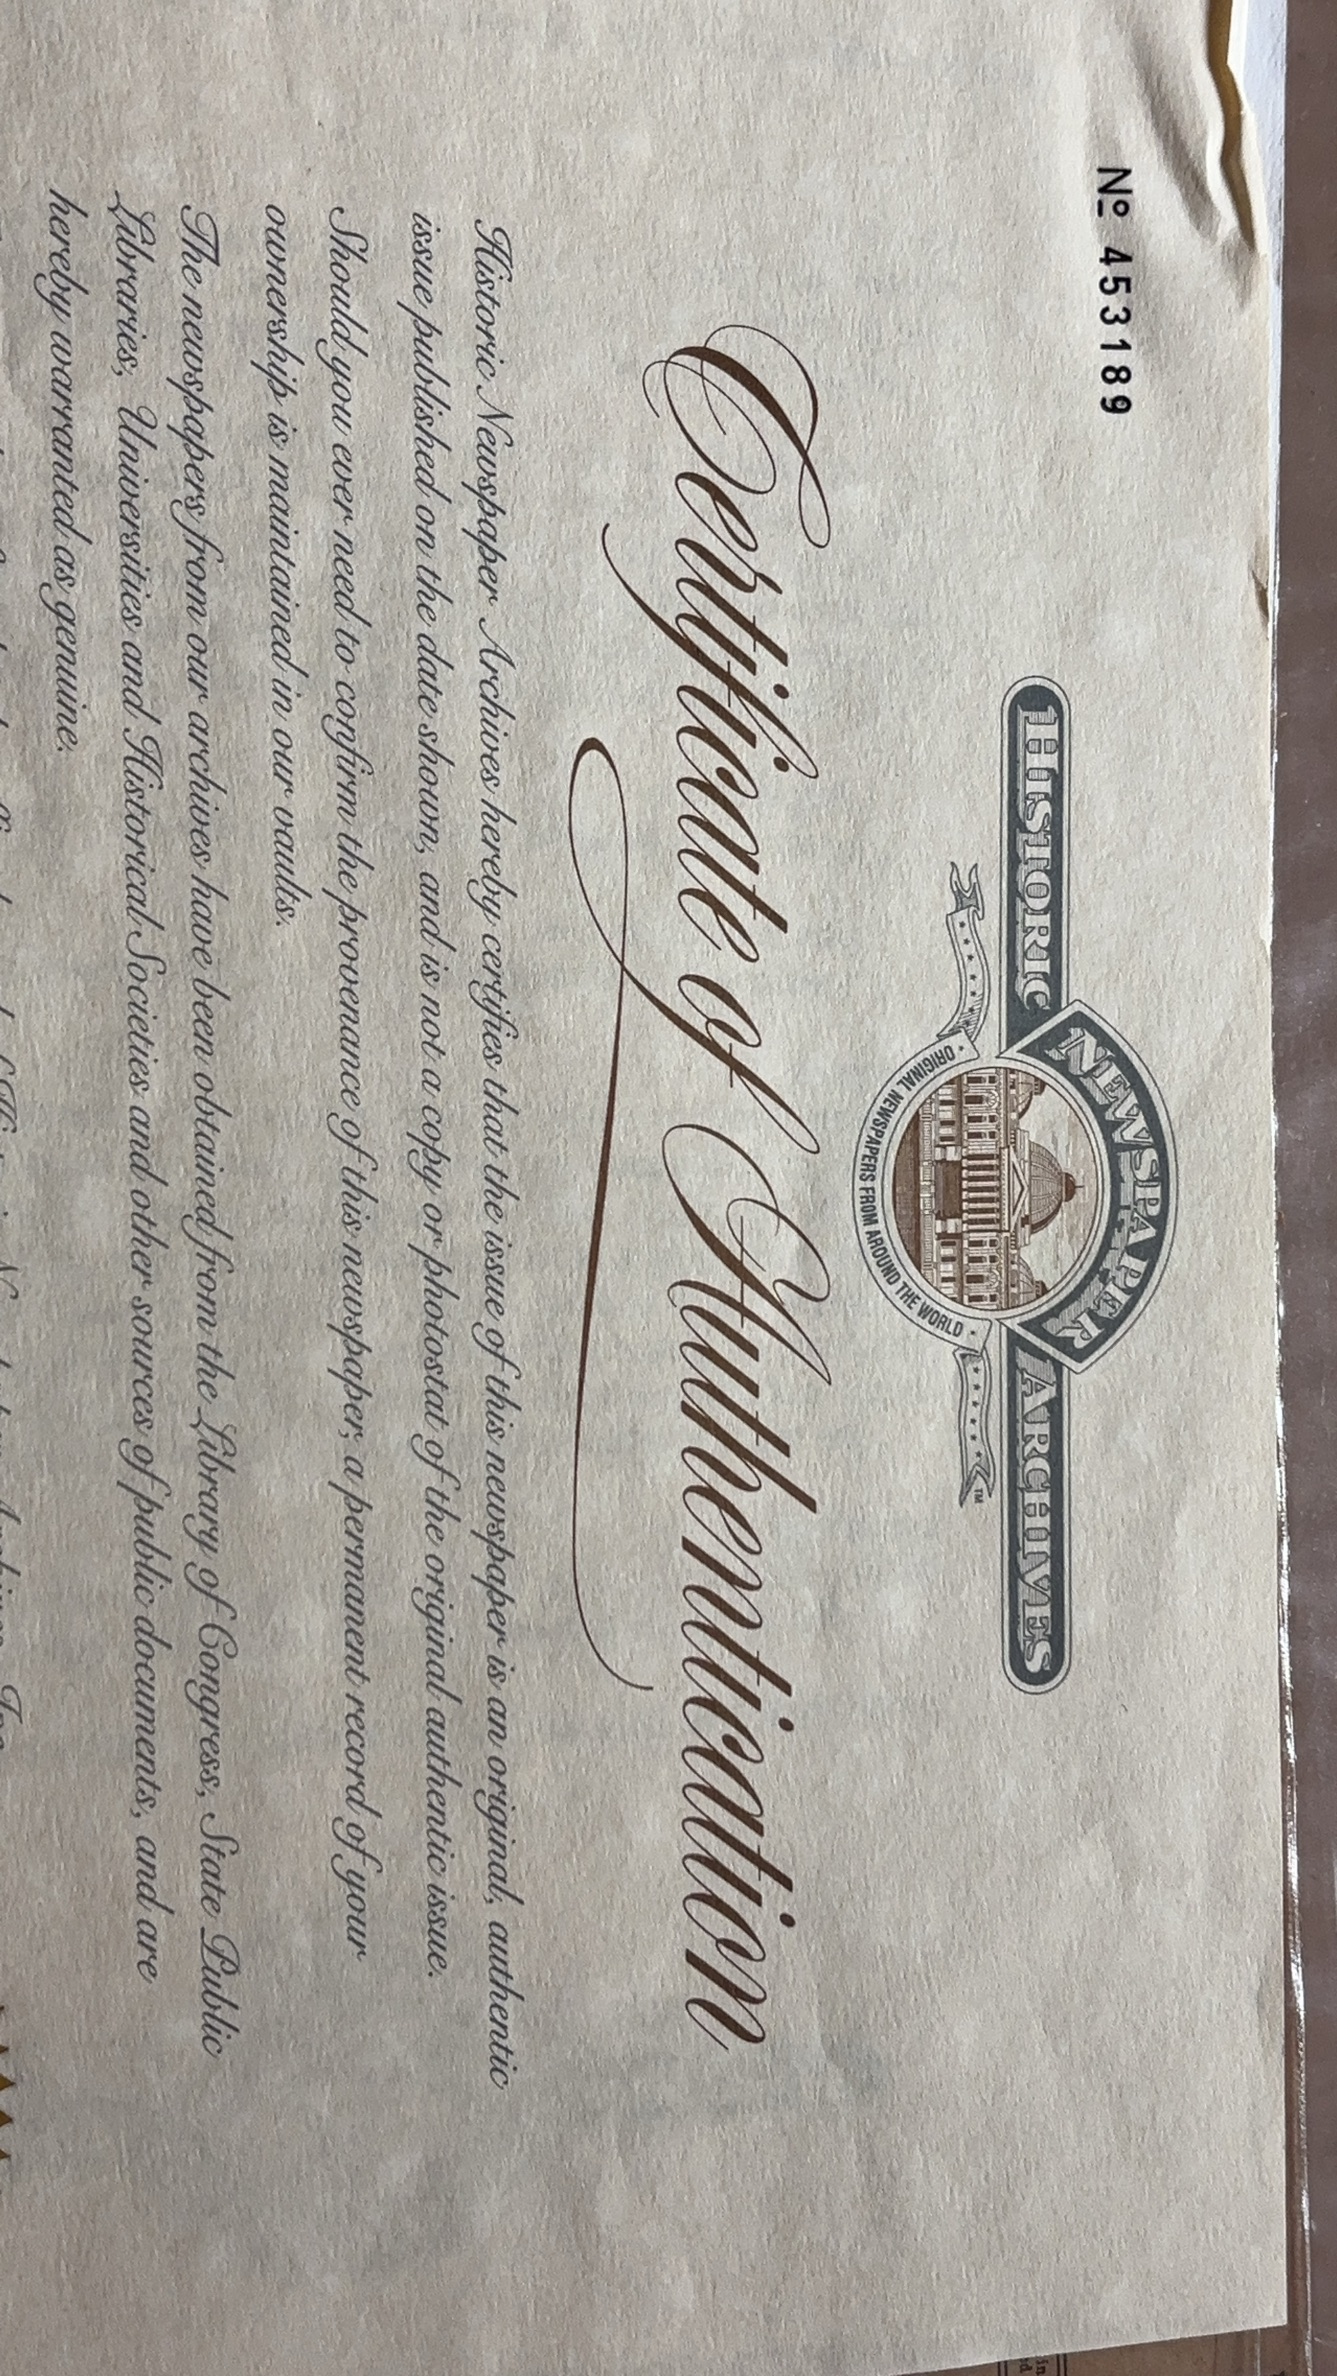 Nº 453189
HISTORIC NEWSPAPER ARCHIVES
· ORIGINAL NEWSPAPERS FROM AROUND THE WORLD ·
TM
Certificate of Authentication
Historic Newspaper Archives hereby certifies that the issue of this newspaper is an original, authentic
issue published on the date shown, and is not a copy or photostat of the original authentic issue.
Should you ever need to confirm the provenance of this newspaper, a permanent record of your
ownership is maintained in our vaults.
The newspapers from our archives have been obtained from the Library of Congress, State Public
Libraries, Universities and Historical Societies and other sources of public documents, and are
hereby warranted as genuine.